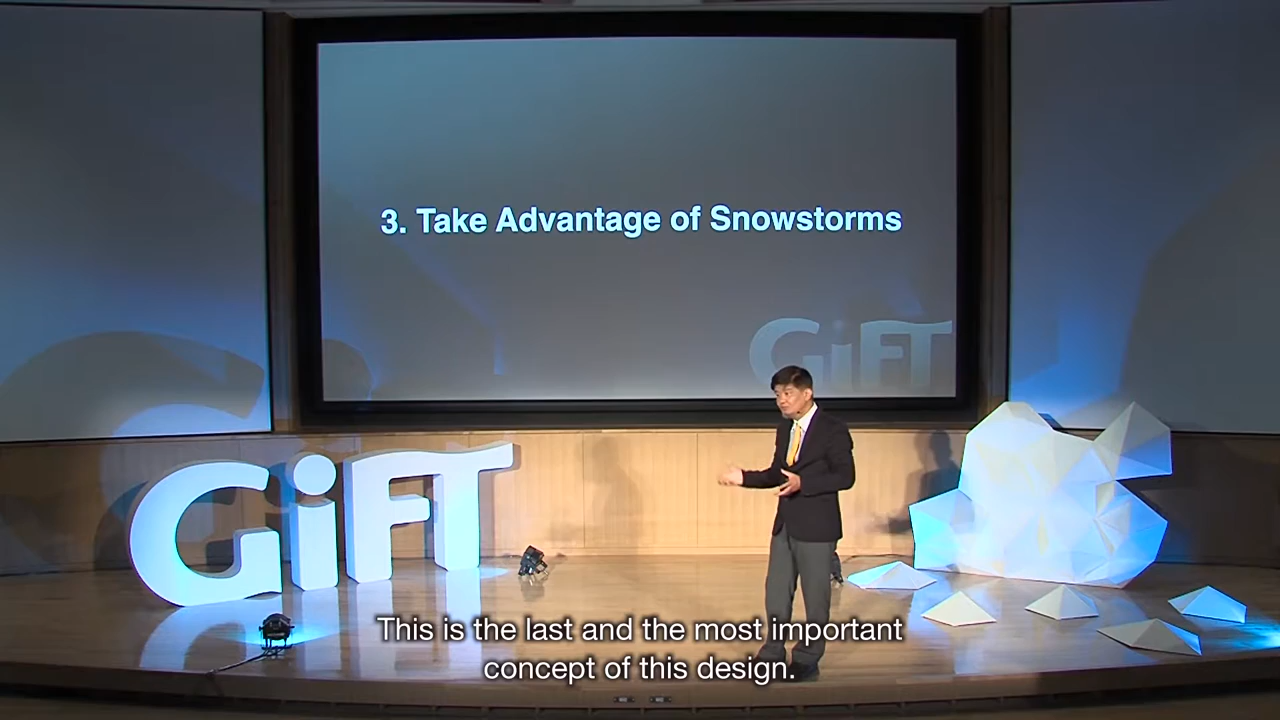 3. Take Advantage of Snowstorms
GiFT
GiFT
This is the last and the most important
concept of this design.